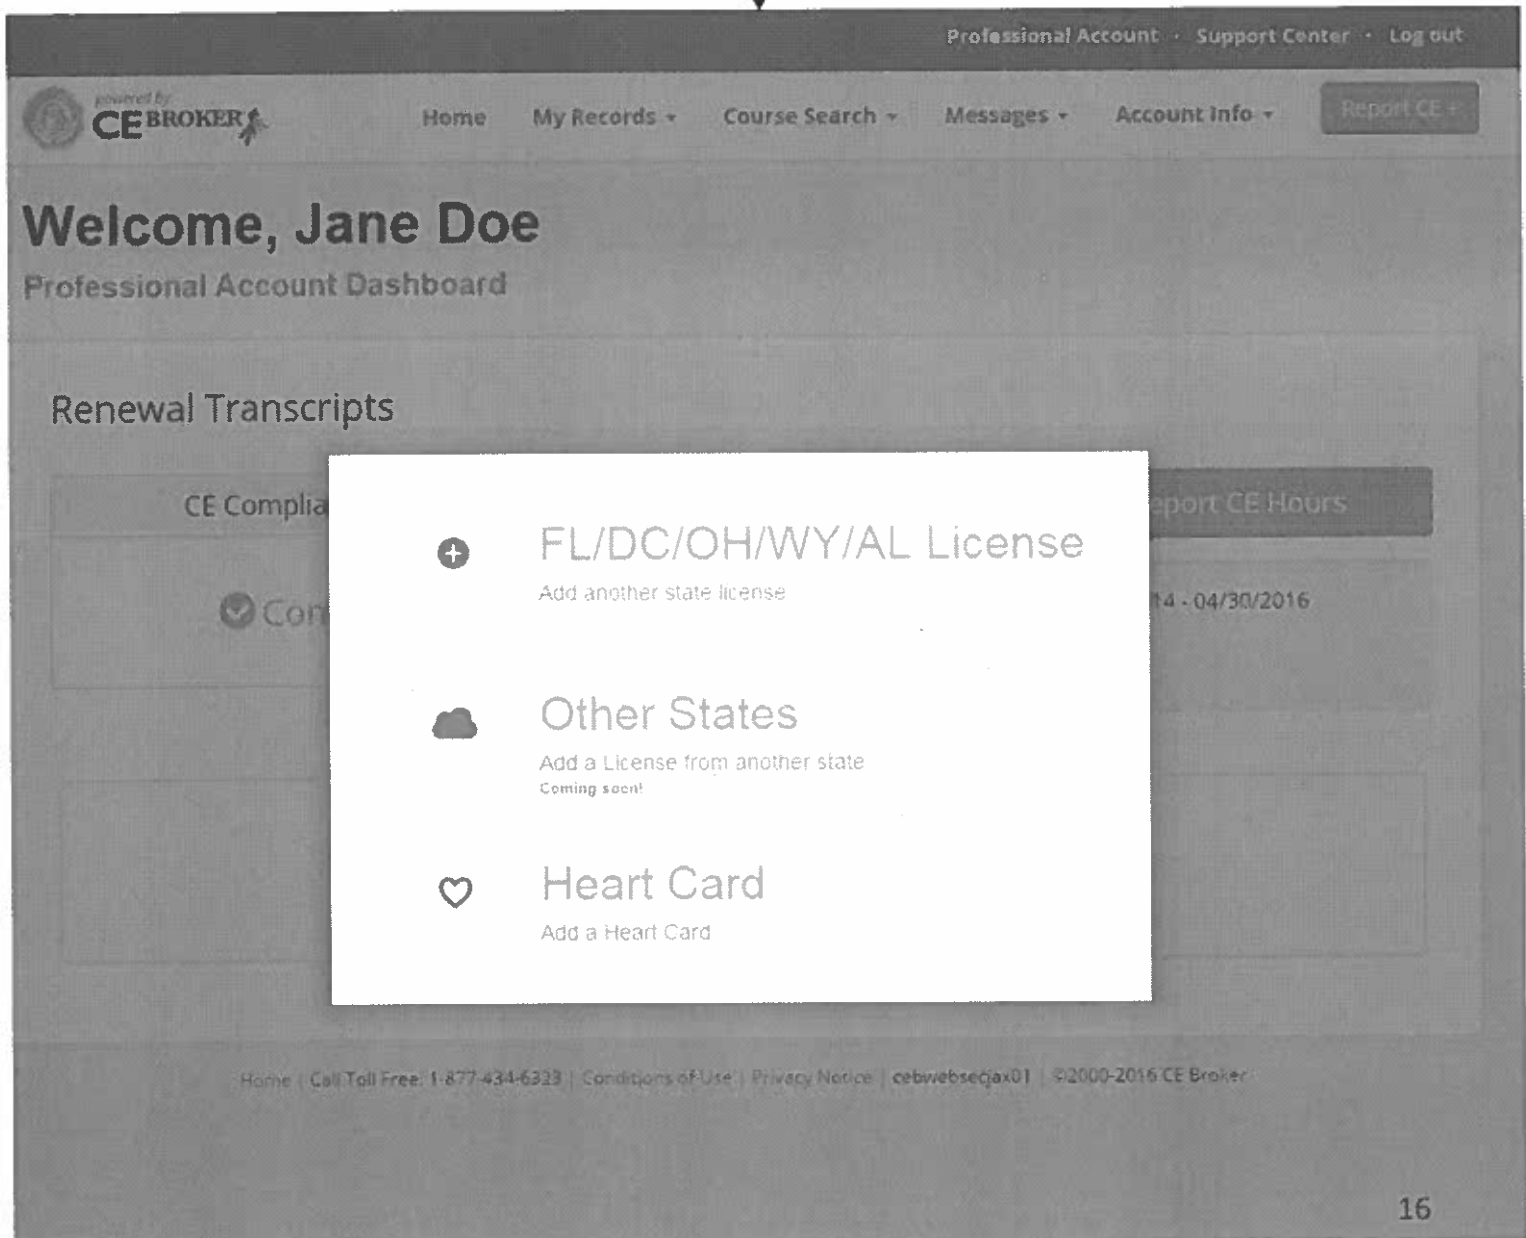 Professional Account · Support Center · Log out
powered by
CE BROKER
Home My Records Course Search Messages Account Info Report CE +
Welcome, Jane Doe
Professional Account Dashboard
Renewal Transcripts
CE Complia
eport CE Hours
FL/DC/OH/WY/AL License
Add another state license
Con
14 - 04/30/2016
Other States
Add a License from another state
Coming soon!
Heart Card
Add a Heart Card
Home | Call Toll Free: 1-877-434-6323 | Conditions of Use | Privacy Notice | cebwebsecjax01 | ©2000-2016 CE Broker
16